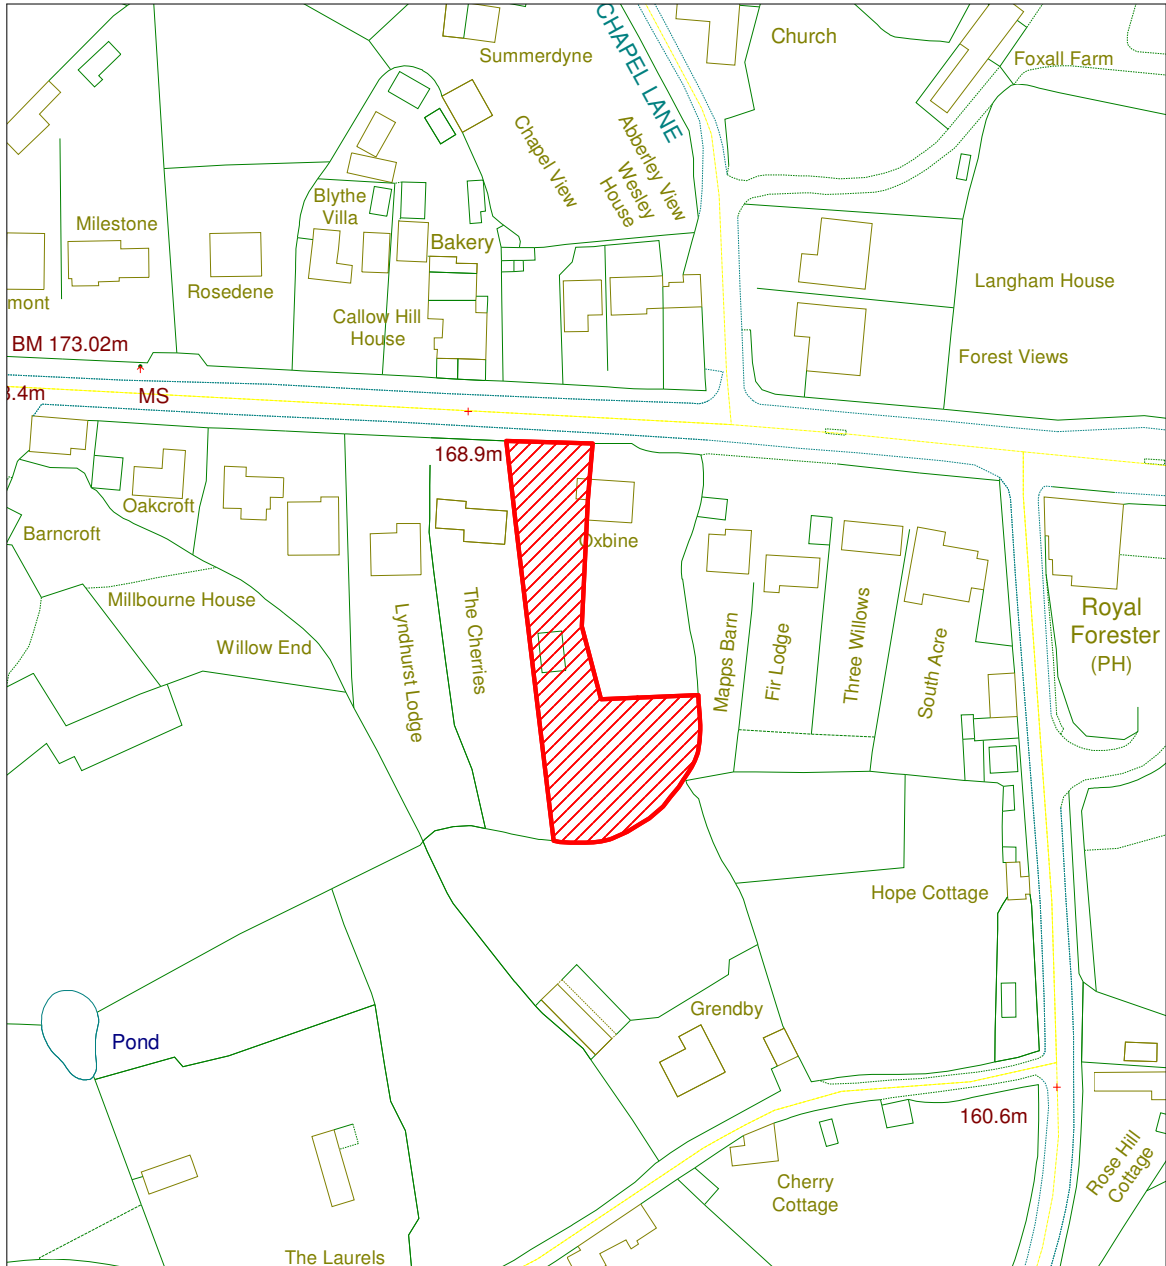 Summerdyne
CHAPEL LANE
Church
Foxall Farm
Chapel View
Abberley View
Wesley
House
Blythe
Villa
Milestone
Bakery
Rosedene
mont
Callow Hill
House
Langham House
Forest Views
BM 173.02m
MS
3.4m
168.9m
Oakcroft
Barncroft
Oxbine
Millbourne House
Willow End
Lyndhurst Lodge
The Cherries
Mapps Barn
Fir Lodge
Three Willows
South Acre
Royal
Forester
(PH)
Hope Cottage
Grendby
Pond
160.6m
Cherry
Cottage
Rose Hill
Cottage
The Laurels